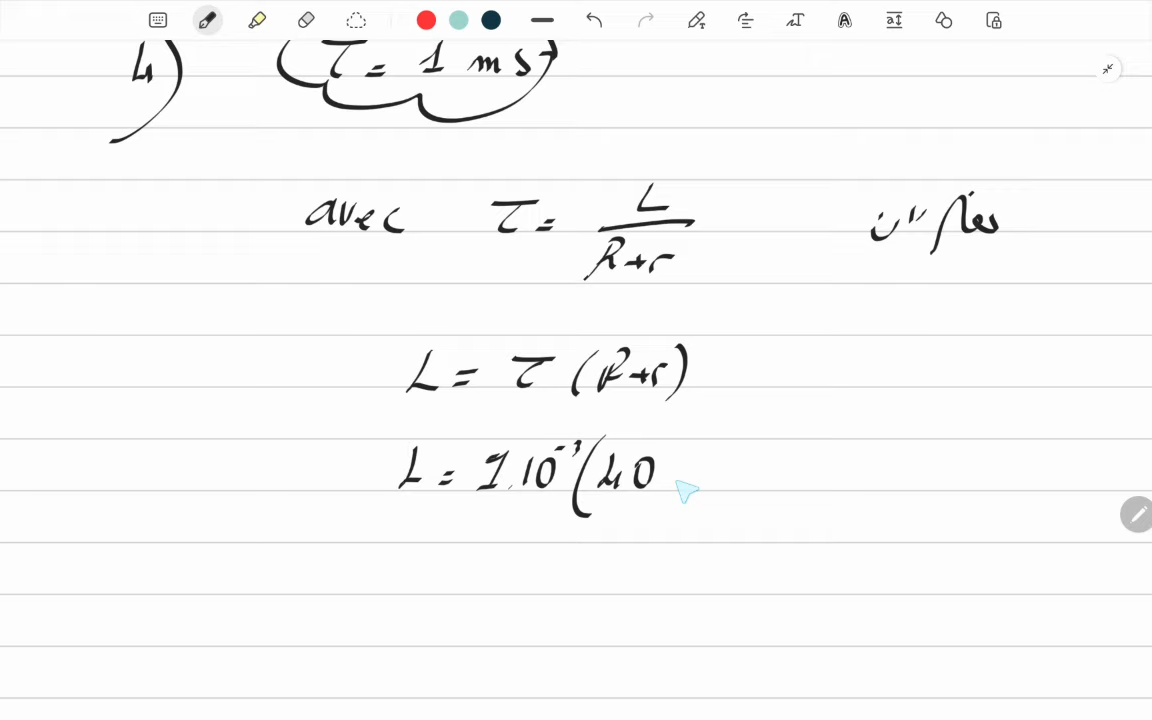 4) (τ = 1 ms)
avec τ = L / R+r
L = τ (R+r)
L = 1.10⁻³ (40